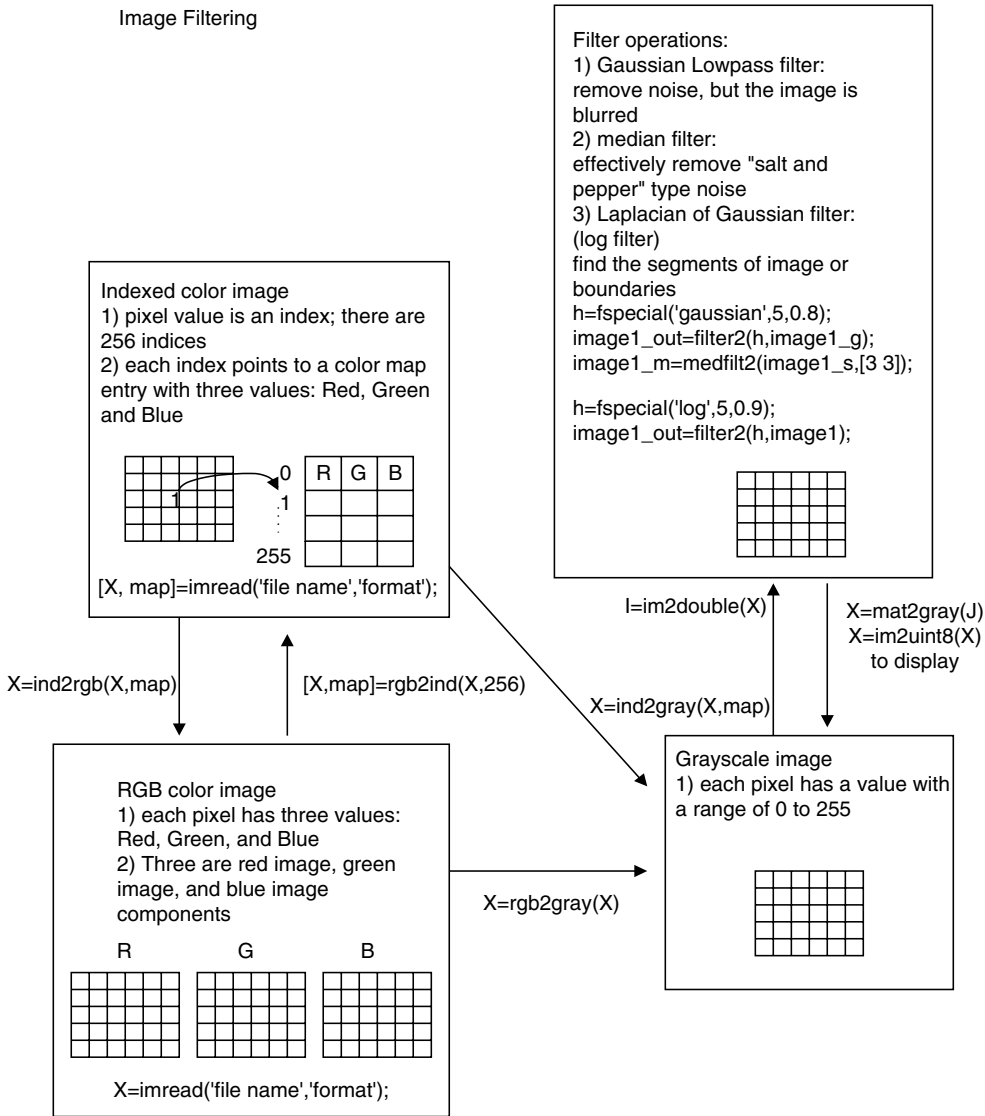 Image Filtering
Filter operations:
1) Gaussian Lowpass filter:
remove noise, but the image is
blurred
2) median filter:
effectively remove "salt and
pepper" type noise
3) Laplacian of Gaussian filter:
(log filter)
find the segments of image or
boundaries
h=fspecial('gaussian',5,0.8);
image1_out=filter2(h,image1_g);
image1_m=medfilt2(image1_s,[3 3]);
h=fspecial('log',5,0.9);
image1_out=filter2(h,image1);
Indexed color image
1) pixel value is an index; there are
256 indices
2) each index points to a color map
entry with three values: Red, Green
and Blue
0 R G B
1 1
255
[X, map]=imread('file name','format');
I=im2double(X)
X=mat2gray(J)
X=im2uint8(X)
to display
X=ind2rgb(X,map)
[X,map]=rgb2ind(X,256)
X=ind2gray(X,map)
RGB color image
1) each pixel has three values:
Red, Green, and Blue
2) Three are red image, green
image, and blue image
components
R G B
X=imread('file name','format');
X=rgb2gray(X)
Grayscale image
1) each pixel has a value with
a range of 0 to 255